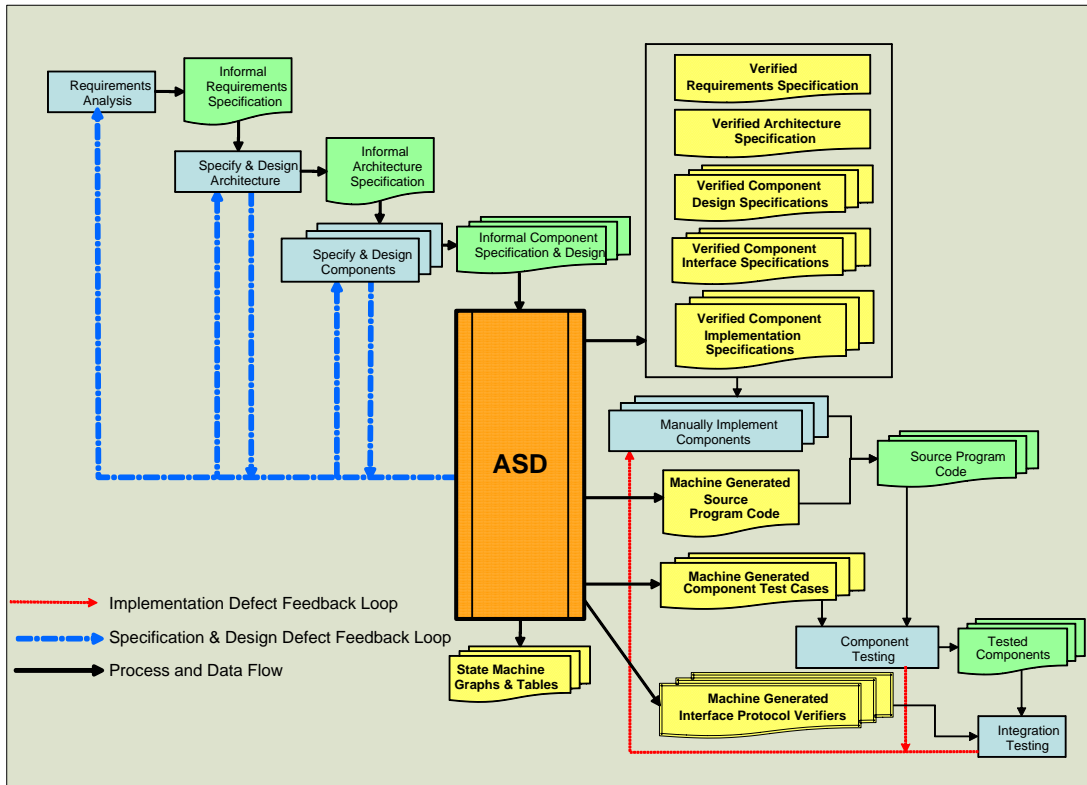 Requirements
Analysis
Informal
Requirements
Specification
Specify & Design
Architecture
Informal
Architecture
Specification
Specify & Design
Components
Informal Component
Specification & Design
Verified
Requirements Specification
Verified Architecture
Specification
Verified Component
Design Specifications
Verified Component
Interface Specifications
Verified Component
Implementation
Specifications
ASD
Manually Implement
Components
Source Program
Code
Machine Generated
Source
Program Code
Machine Generated
Component Test Cases
Component
Testing
Tested
Components
State Machine
Graphs & Tables
Machine Generated
Interface Protocol Verifiers
Integration
Testing
Implementation Defect Feedback Loop
Specification & Design Defect Feedback Loop
Process and Data Flow